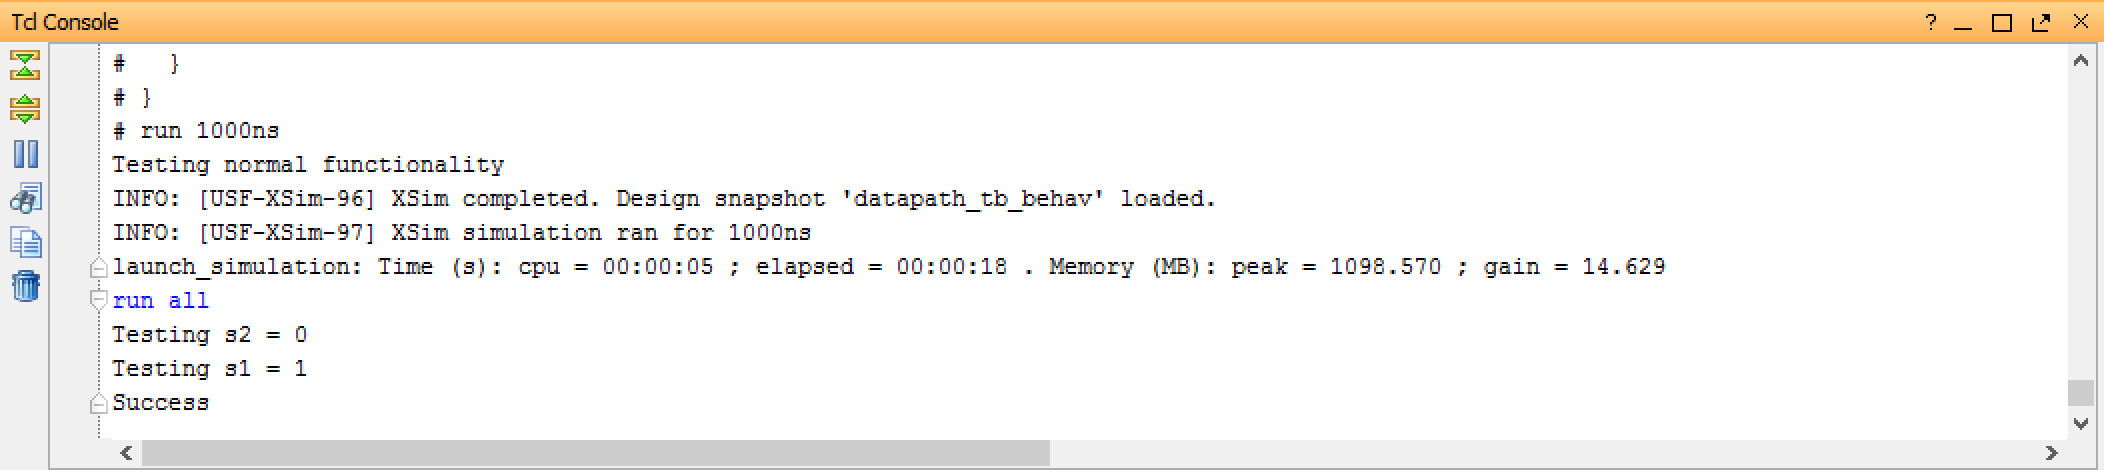 Tcl Console
?
#   }
# }
# run 1000ns
Testing normal functionality
INFO: [USF-XSim-96] XSim completed. Design snapshot 'datapath_tb_behav' loaded.
INFO: [USF-XSim-97] XSim simulation ran for 1000ns
launch_simulation: Time (s): cpu = 00:00:05 ; elapsed = 00:00:18 . Memory (MB): peak = 1098.570 ; gain = 14.629
run all
Testing s2 = 0
Testing s1 = 1
Success